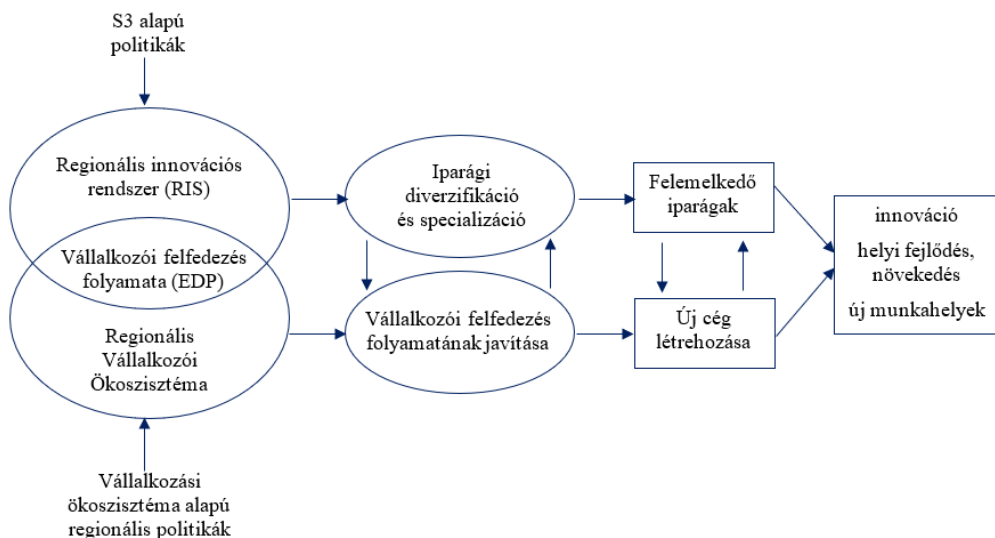 S3 alapú
politikák
Regionális innovációs
rendszer (RIS)
Vállalkozói felfedezés
folyamata (EDP)
Regionális
Vállalkozói
Ökoszisztéma
Vállalkozási
ökoszisztéma alapú
regionális politikák
Iparági
diverzifikáció
és specializáció
Vállalkozói felfedezés
folyamatának javítása
Felemelkedő
iparágak
Új cég
létrehozása
innováció
helyi fejlődés,
növekedés
új munkahelyek